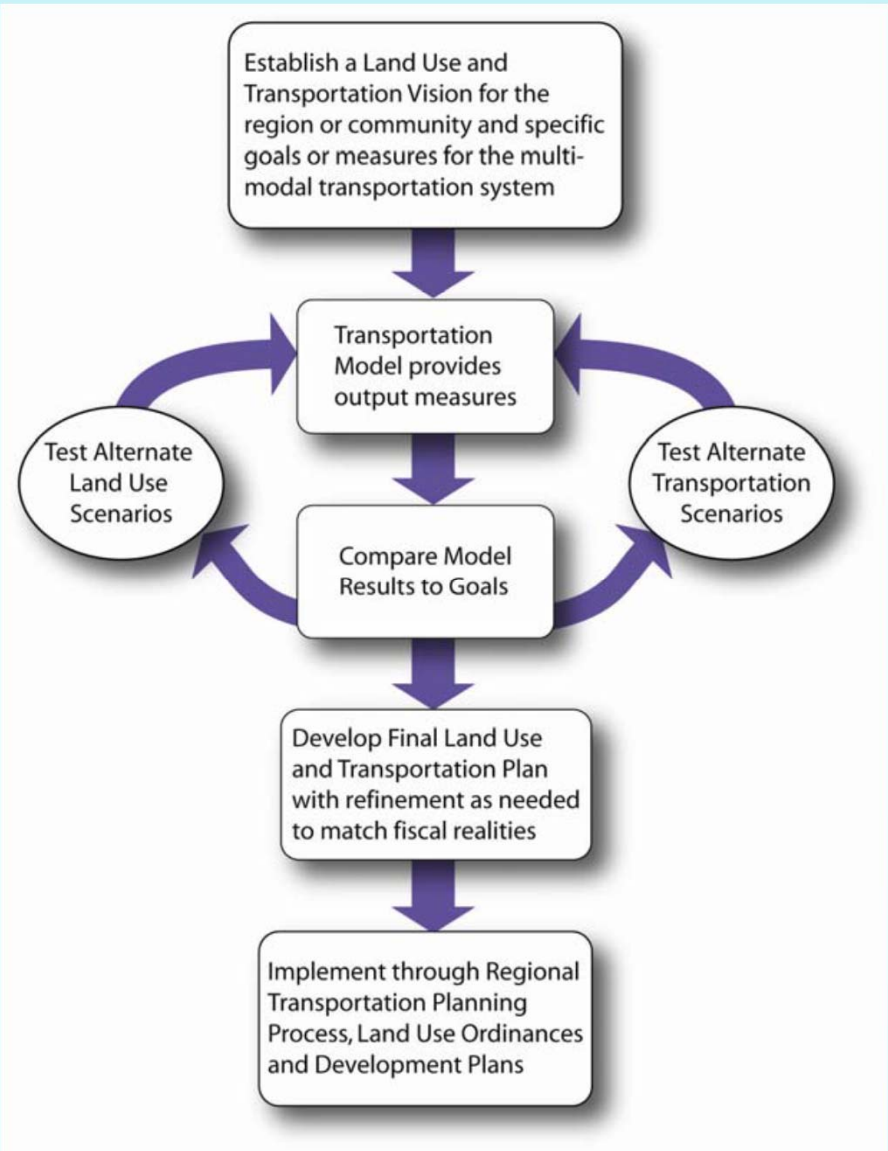 Establish a Land Use and
Transportation Vision for the
region or community and specific
goals or measures for the multi-
modal transportation system
Transportation
Model provides
output measures
Test Alternate
Land Use
Scenarios
Test Alternate
Transportation
Scenarios
Compare Model
Results to Goals
Develop Final Land Use
and Transportation Plan
with refinement as needed
to match fiscal realities
Implement through Regional
Transportation Planning
Process, Land Use Ordinances
and Development Plans